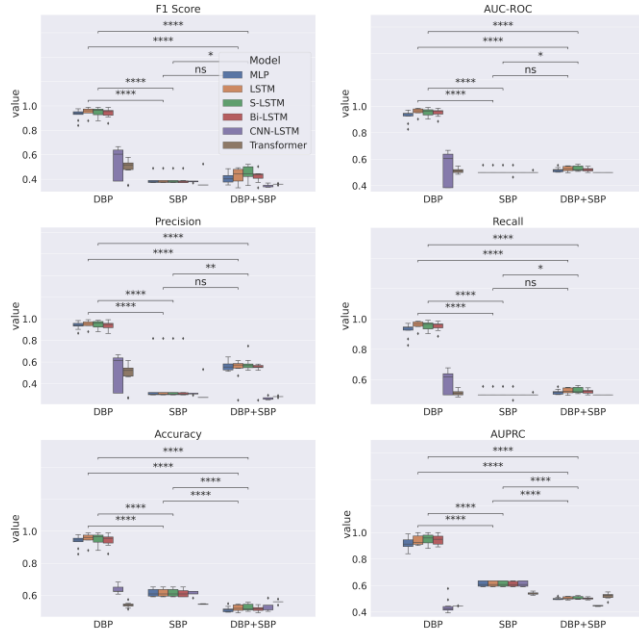 F1 Score
****
****
*
ns
****
****
Model
MLP
LSTM
S-LSTM
Bi-LSTM
CNN-LSTM
Transformer
value
1.0
0.8
0.6
0.4
DBP SBP DBP+SBP
AUC-ROC
****
****
*
ns
****
****
value
1.0
0.8
0.6
0.4
DBP SBP DBP+SBP
Precision
****
****
**
ns
****
****
value
1.0
0.8
0.6
0.4
DBP SBP DBP+SBP
Recall
****
****
*
ns
****
****
value
1.0
0.8
0.6
DBP SBP DBP+SBP
Accuracy
****
****
****
****
****
****
value
1.0
0.8
0.6
DBP SBP DBP+SBP
AUPRC
****
****
****
****
****
****
value
1.0
0.8
0.6
0.4
DBP SBP DBP+SBP